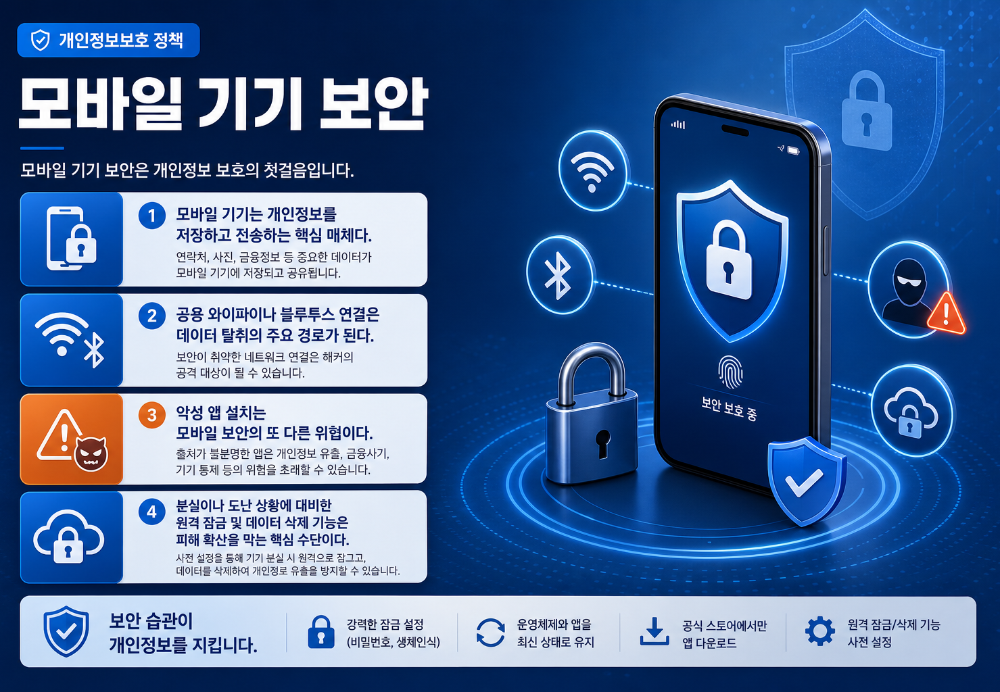 개인정보보호 정책
모바일 기기 보안
모바일 기기 보안은 개인정보 보호의 첫걸음입니다.
1 모바일 기기는 개인정보를
저장하고 전송하는 핵심 매체다.
연락처, 사진, 금융정보 등 중요한 데이터가
모바일 기기에 저장되고 공유됩니다.
2 공용 와이파이나 블루투스 연결은
데이터 탈취의 주요 경로가 된다.
보안이 취약한 네트워크 연결은 해커의
공격 대상이 될 수 있습니다.
3 악성 앱 설치는
모바일 보안의 또 다른 위협이다.
출처가 불분명한 앱은 개인정보 유출, 금융사기,
기기 통제 등의 위험을 초래할 수 있습니다.
4 분실이나 도난 상황에 대비한
원격 잠금 및 데이터 삭제 기능은
피해 확산을 막는 핵심 수단이다.
사전 설정을 통해 기기 분실 시 원격으로 잠그고,
데이터를 삭제하여 개인정로 유출을 방지할 수 있습니다.
보안 보호 중
보안 습관이
개인정보를 지킵니다.
강력한 잠금 설정
(비밀번호, 생체인식)
운영체제와 앱을
최신 상태로 유지
공식 스토어에서만
앱 다운로드
원격 잠금/삭제 기능
사전 설정